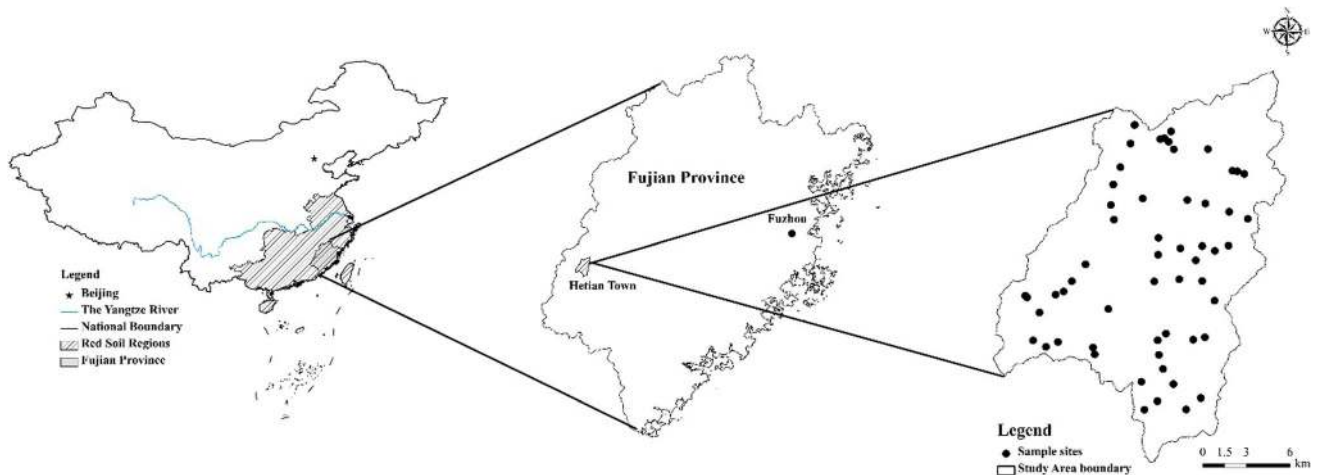 N
W E
S
Fujian Province
Fuzhou
Hetian Town
Legend
Beijing
The Yangtze River
National Boundary
Red Soil Regions
Fujian Province
Legend
Sample sites
Study Area boundary
0 1.5 3 6
km